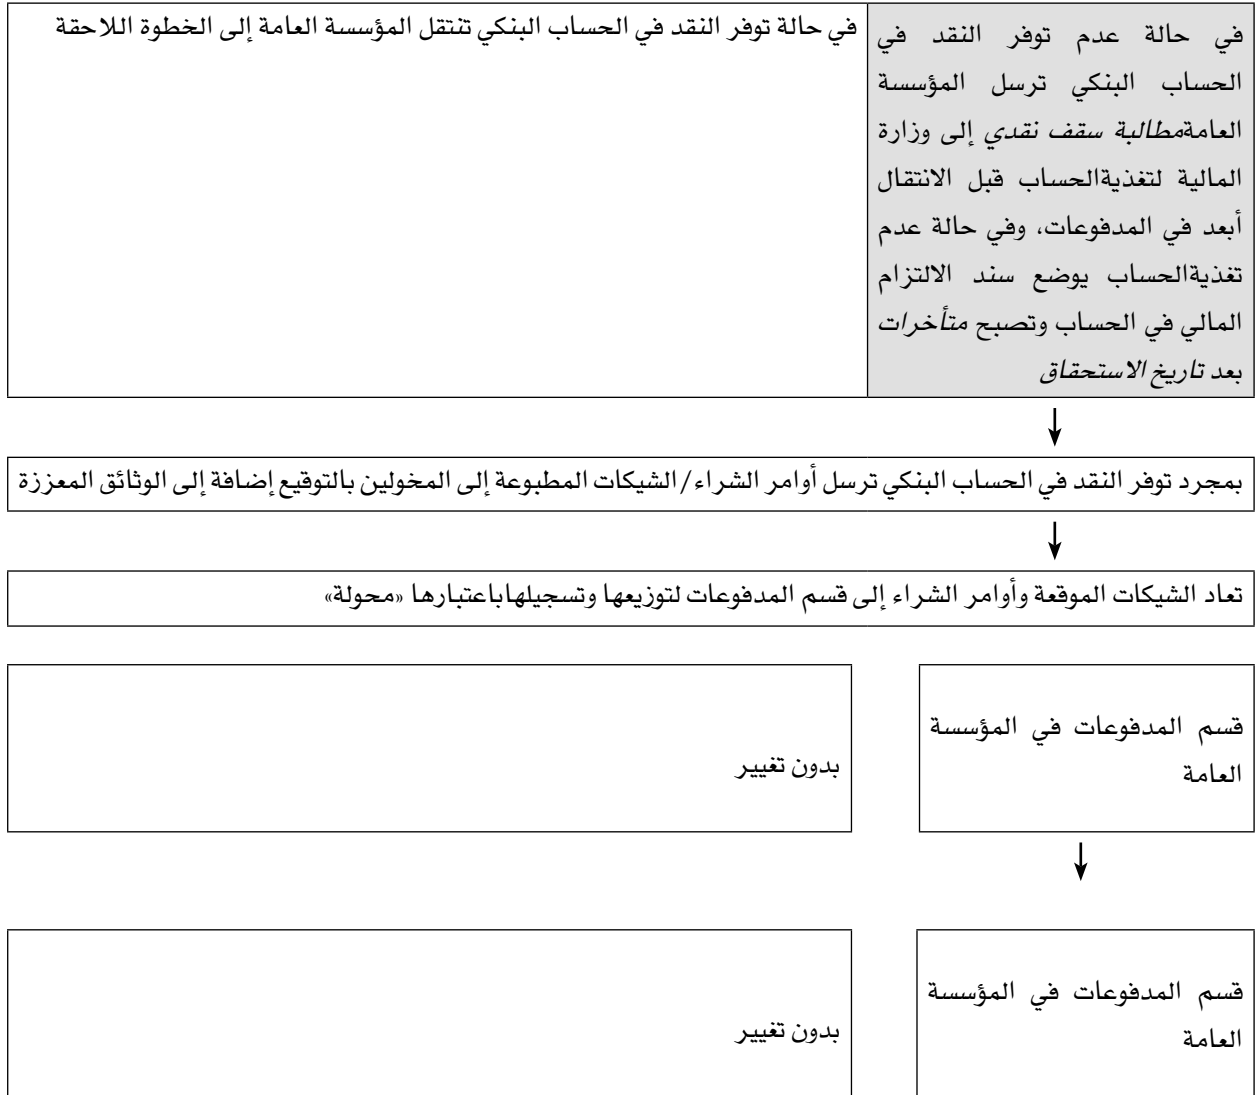 في حالة عدم توفر النقد في
الحساب البنكي ترسل المؤسسة
العامةمطالبة سقف نقدي إلى وزارة
المالية لتغذيةالحساب قبل الانتقال
أبعد في المدفوعات، وفي حالة عدم
تغذيةالحساب يوضع سند الالتزام
المالي في الحساب وتصبح متأخرات
بعد تاريخ الاستحقاق
في حالة توفر النقد في الحساب البنكي تنتقل المؤسسة العامة إلى الخطوة اللاحقة
بمجرد توفر النقد في الحساب البنكي ترسل أوامر الشراء/الشيكات المطبوعة إلى المخولين بالتوقيع إضافة إلى الوثائق المعززة
تعاد الشيكات الموقعة وأوامر الشراء إلى قسم المدفوعات لتوزيعها وتسجيلهاباعتبارها «محولة»
قسم المدفوعات في المؤسسة
العامة
بدون تغيير
قسم المدفوعات في المؤسسة
العامة
بدون تغيير